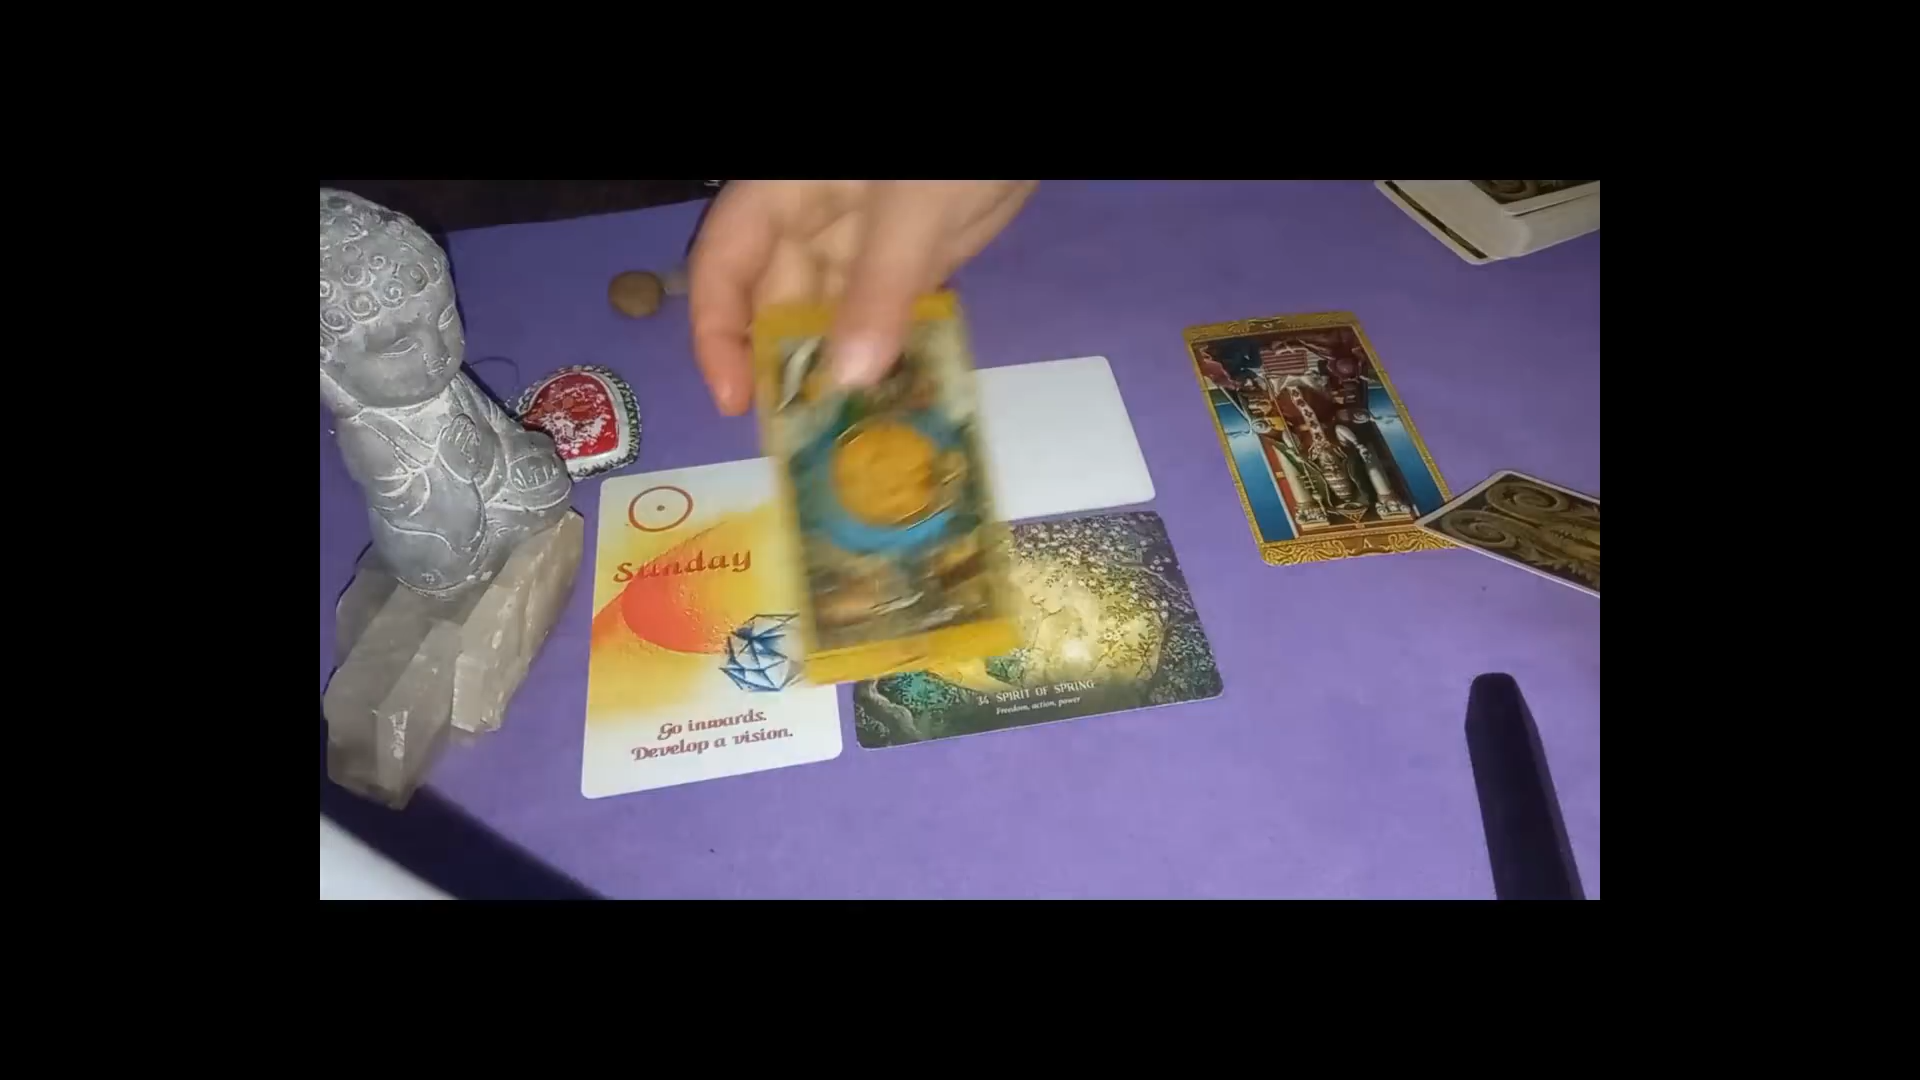 Sunday
Go inwards.
Develop a vision.
34 SPIRIT OF SPRING
Freedom, action, power
V